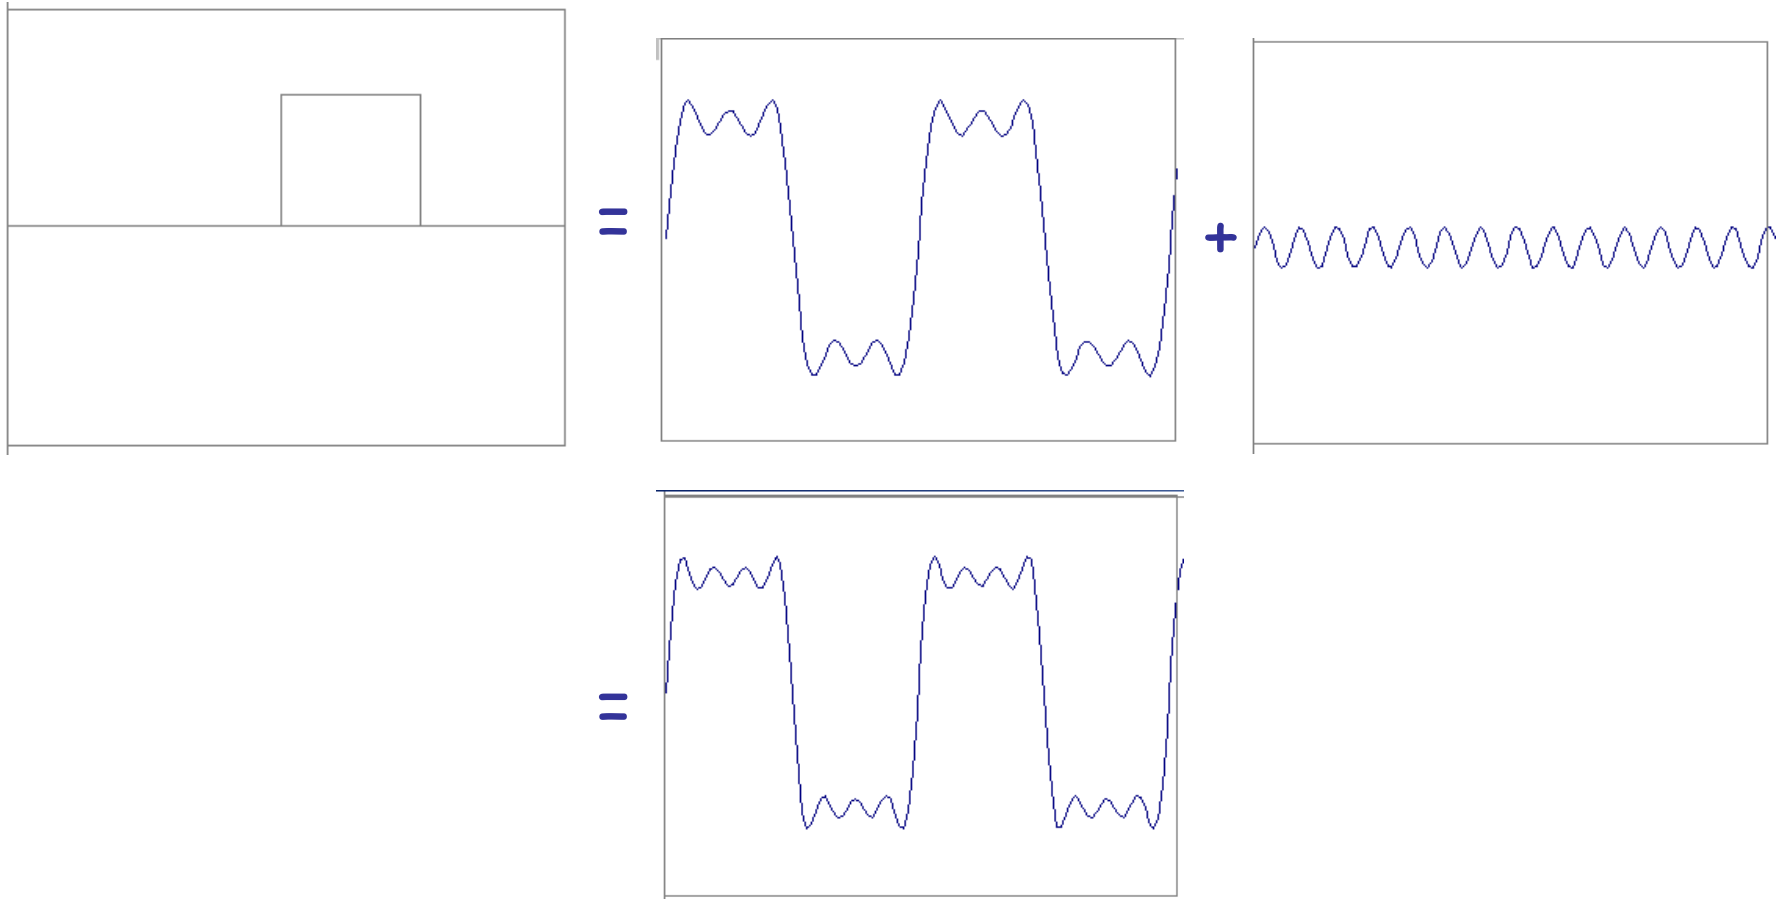 = +
=